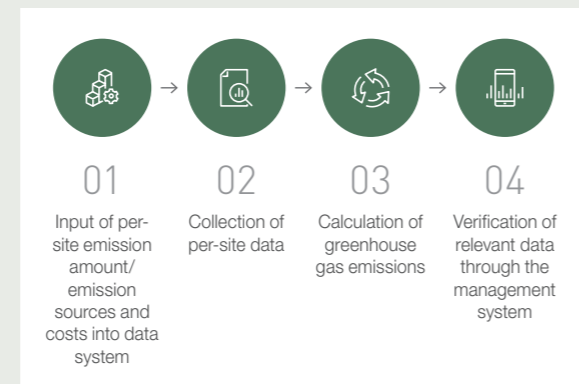 01
Input of per-
site emission
amount/
emission
sources and
costs into data
system
02
Collection of
per-site data
03
Calculation of
greenhouse
gas emissions
04
Verification of
relevant data
through the
management
system